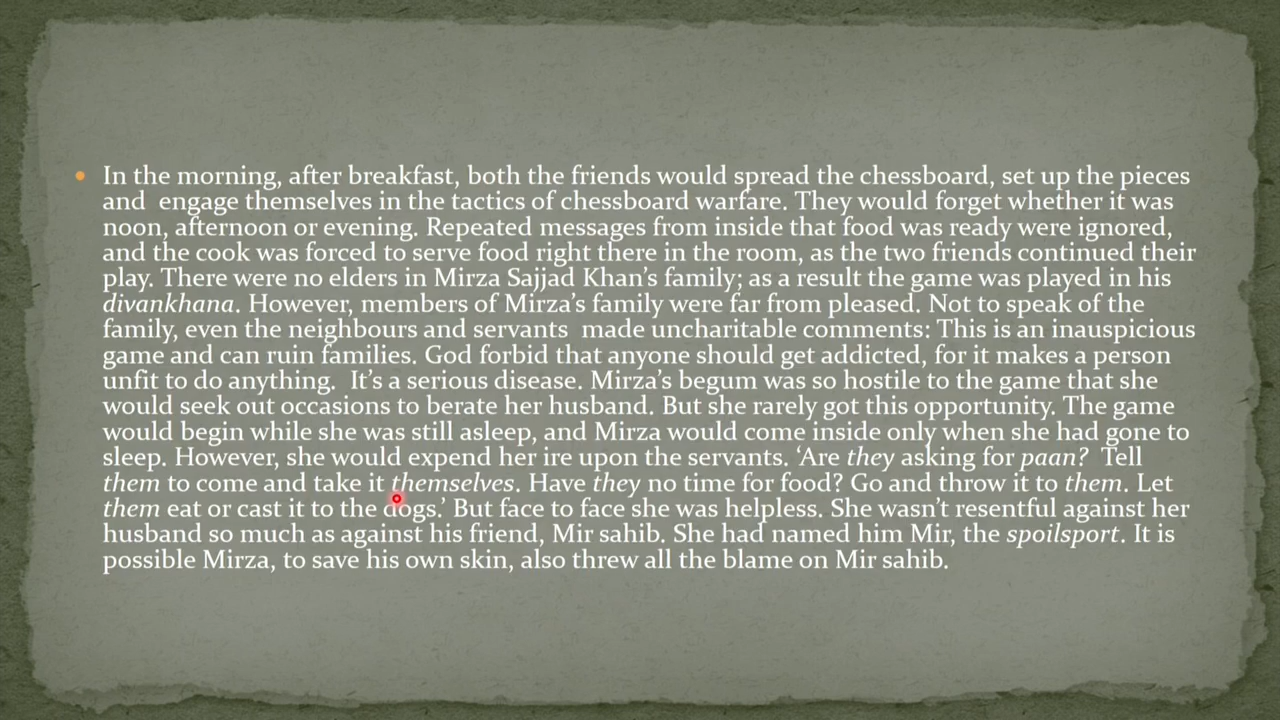 In the morning, after breakfast, both the friends would spread the chessboard, set up the pieces
and engage themselves in the tactics of chessboard warfare. They would forget whether it was
noon, afternoon or evening. Repeated messages from inside that food was ready were ignored,
and the cook was forced to serve food right there in the room, as the two friends continued their
play. There were no elders in Mirza Sajjad Khan’s family; as a result the game was played in his
divankhana. However, members of Mirza’s family were far from pleased. Not to speak of the
family, even the neighbours and servants made uncharitable comments: This is an inauspicious
game and can ruin families. God forbid that anyone should get addicted, for it makes a person
unfit to do anything. It’s a serious disease. Mirza’s begum was so hostile to the game that she
would seek out occasions to berate her husband. But she rarely got this opportunity. The game
would begin while she was still asleep, and Mirza would come inside only when she had gone to
sleep. However, she would expend her ire upon the servants. ‘Are they asking for paan? Tell
them to come and take it themselves. Have they no time for food? Go and throw it to them. Let
them eat or cast it to the dogs.’ But face to face she was helpless. She wasn’t resentful against her
husband so much as against his friend, Mir sahib. She had named him Mir, the spoilsport. It is
possible Mirza, to save his own skin, also threw all the blame on Mir sahib.